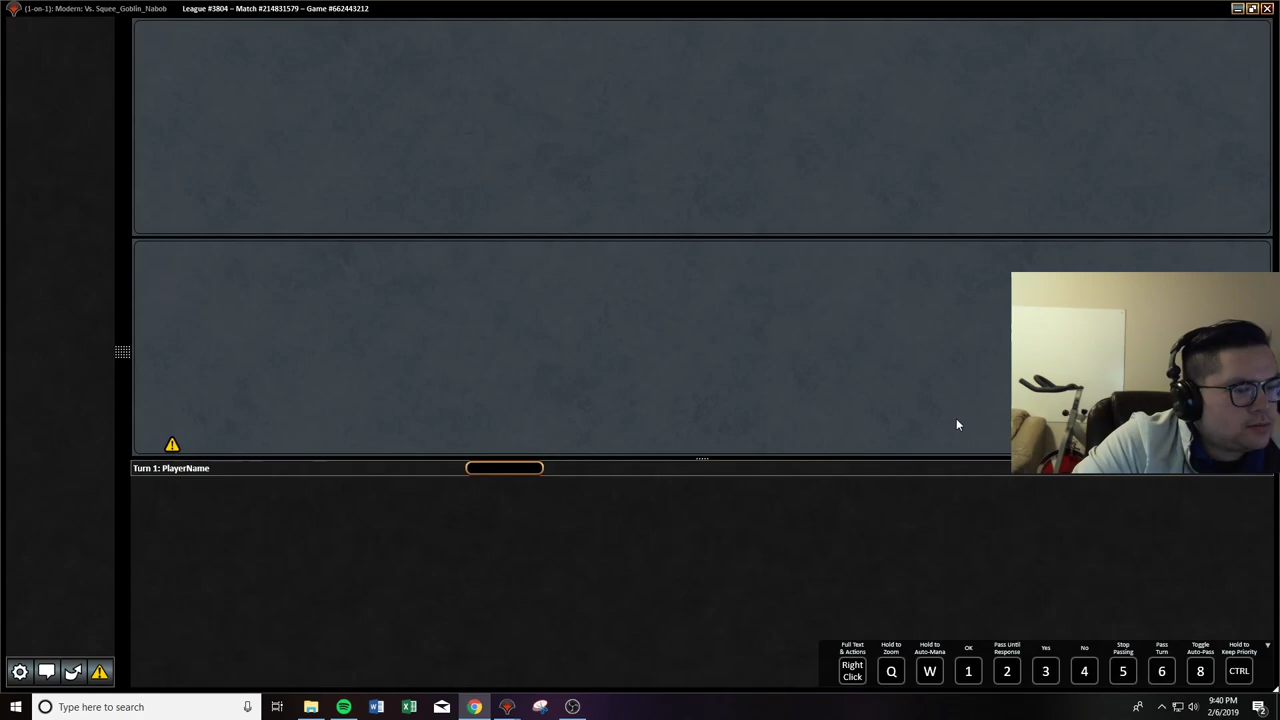 (1-on-1): Modern: Vs. Squee_Goblin_Nabob League #3804 – Match #214831579 – Game #662443212
Turn 1: PlayerName
Full Text & Actions
Right Click
Hold to Zoom
Q
Hold to Auto-Mana
W
OK
1
Pass Until Response
2
Yes
3
No
4
Stop Passing
5
Pass Turn
6
Toggle Auto-Pass
8
Hold to Keep Priority
CTRL
Type here to search
9:40 PM
2/6/2019
2